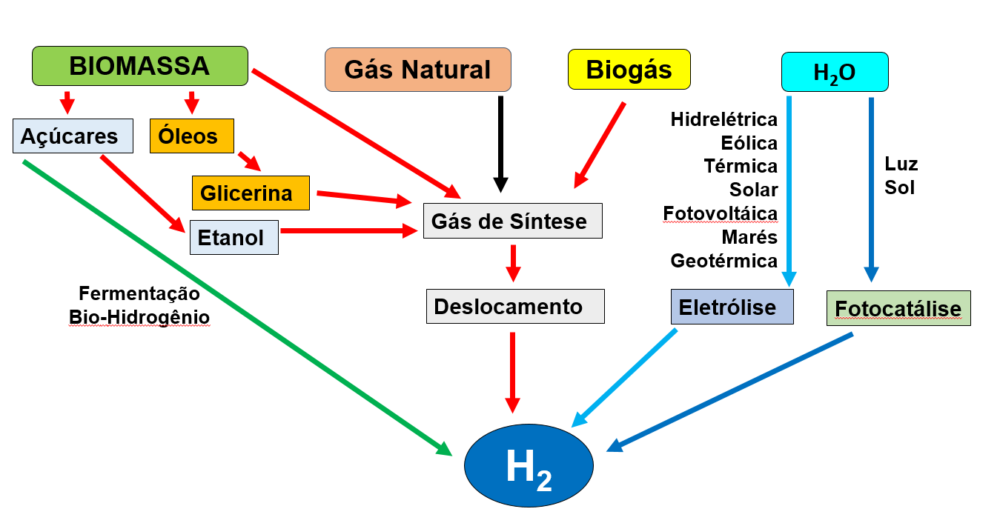 BIOMASSA
Gás Natural
Biogás
H₂O
Açúcares
Óleos
Glicerina
Etanol
Gás de Síntese
Hidrelétrica
Eólica
Térmica
Solar
Fotovoltáica
Marés
Geotérmica
Luz
Sol
Fermentação
Bio-Hidrogênio
Deslocamento
Eletrólise
Fotocatálise
H₂